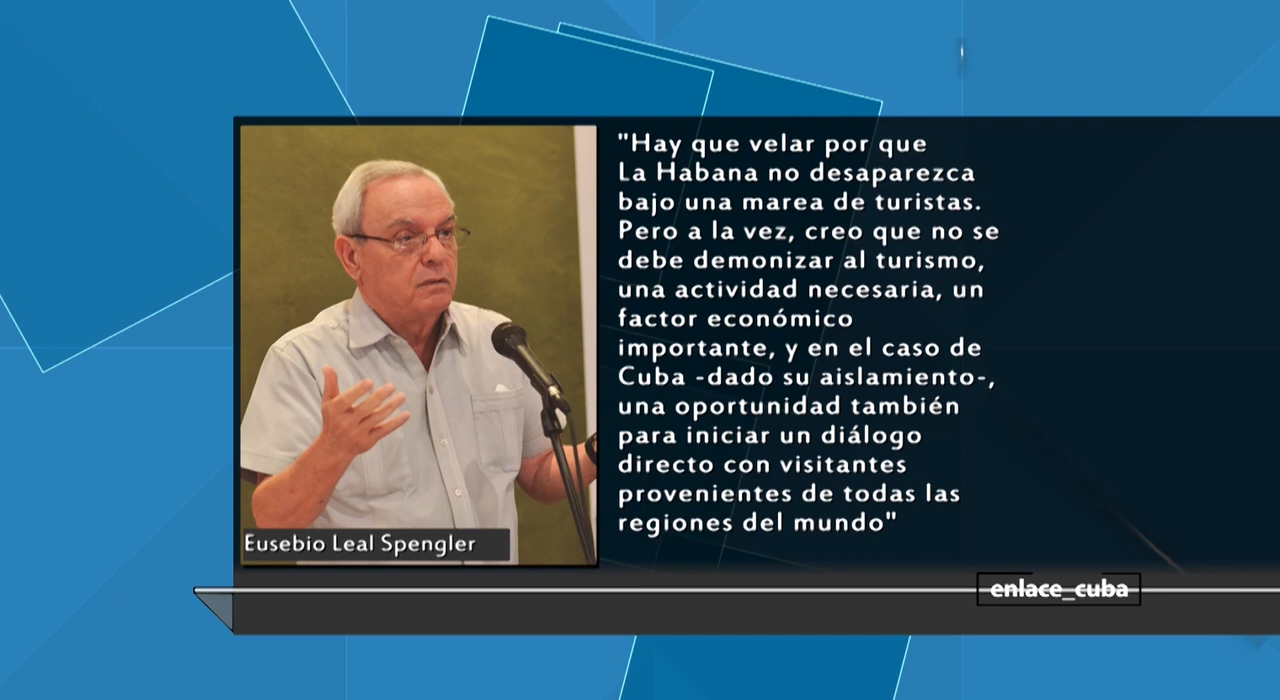 "Hay que velar por que
La Habana no desaparezca
bajo una marea de turistas.
Pero a la vez, creo que no se
debe demonizar al turismo,
una actividad necesaria, un
factor económico
importante, y en el caso de
Cuba -dado su aislamiento-,
una oportunidad también
para iniciar un diálogo
directo con visitantes
provenientes de todas las
regiones del mundo"
Eusebio Leal Spengler
enlace_cuba